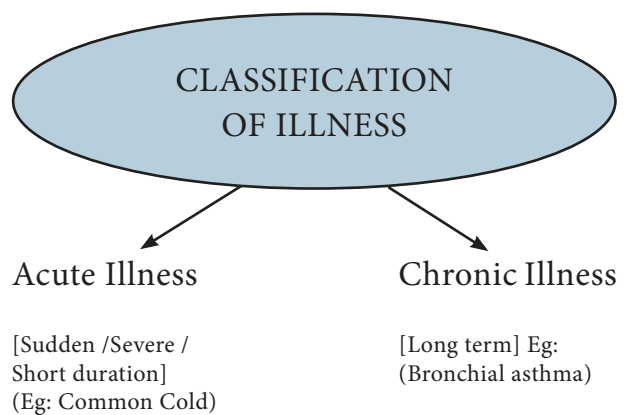 CLASSIFICATION
OF ILLNESS
Acute Illness
[Sudden /Severe /
Short duration]
(Eg: Common Cold)
Chronic Illness
[Long term] Eg:
(Bronchial asthma)